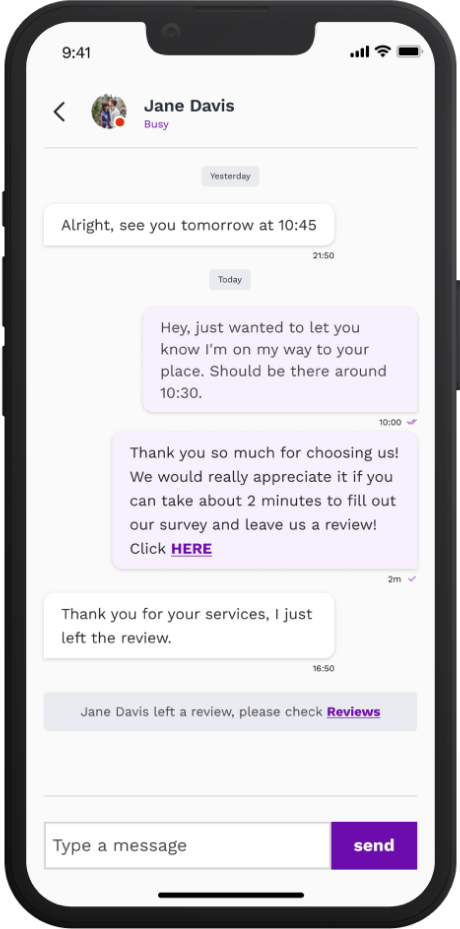 9:41
Jane Davis
Busy
Yesterday
Alright, see you tomorrow at 10:45
21:50
Today
Hey, just wanted to let you
know I'm on my way to your
place. Should be there around
10:30.
10:00
Thank you so much for choosing us!
We would really appreciate it if you
can take about 2 minutes to fill out
our survey and leave us a review!
Click HERE
2m
Thank you for your services, I just
left the review.
16:50
Jane Davis left a review, please check Reviews
Type a message
send